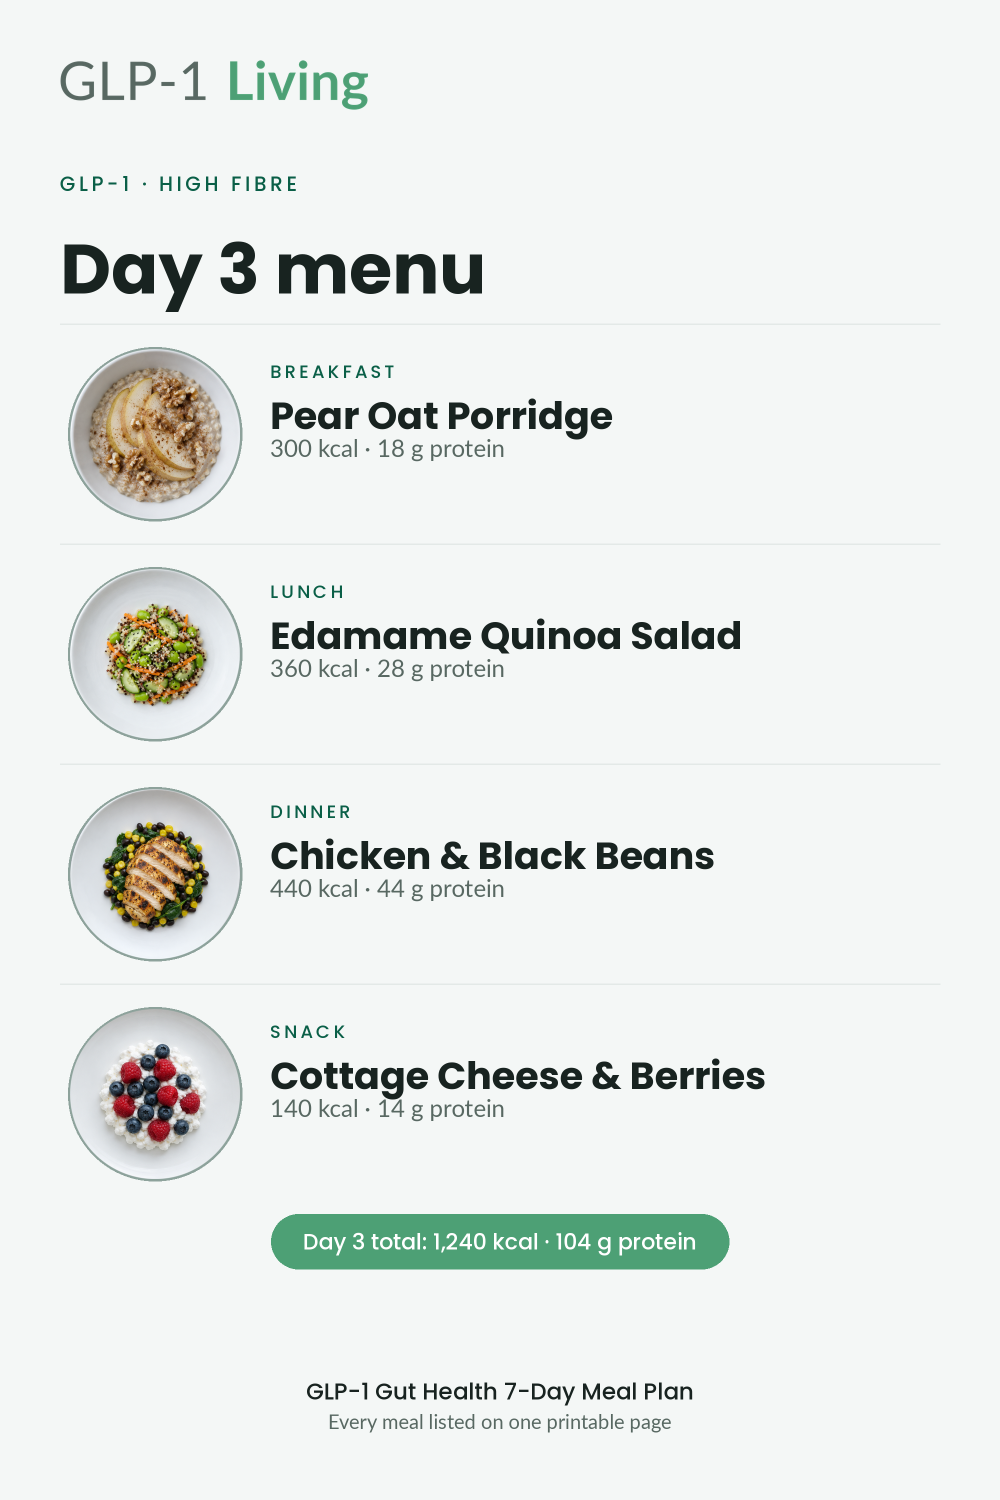 GLP-1 Living
GLP-1 · HIGH FIBRE
Day 3 menu
BREAKFAST
Pear Oat Porridge
300 kcal · 18 g protein
LUNCH
Edamame Quinoa Salad
360 kcal · 28 g protein
DINNER
Chicken & Black Beans
440 kcal · 44 g protein
SNACK
Cottage Cheese & Berries
140 kcal · 14 g protein
Day 3 total: 1,240 kcal · 104 g protein
GLP-1 Gut Health 7-Day Meal Plan
Every meal listed on one printable page